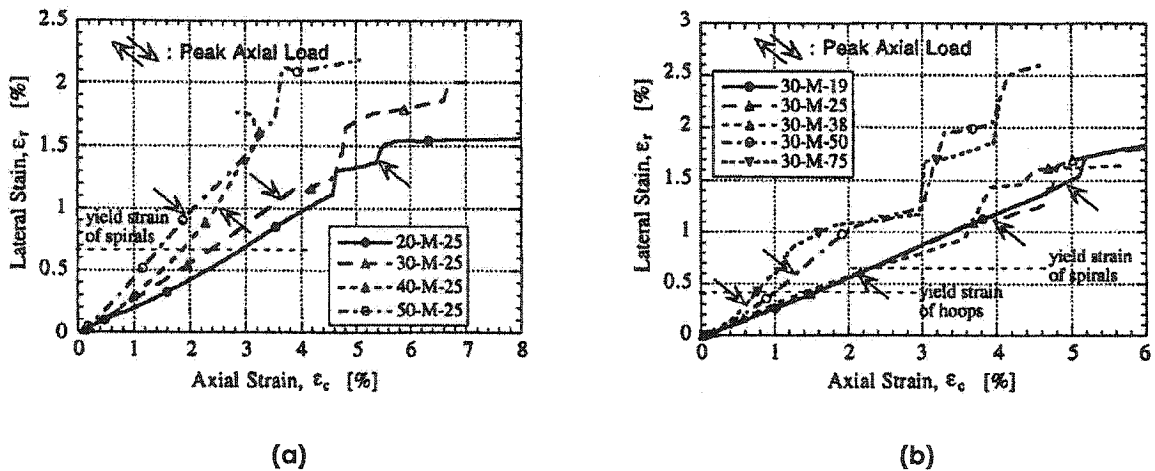 2.5
2
1.5
1
0.5
0
0 1 2 3 4 5 6 7 8
Lateral Stain, εr [%]
Axial Strain, εc [%]
: Peak Axial Load
yield strain
of spirals
20-M-25
30-M-25
40-M-25
50-M-25
(a)
3
2.5
2
1.5
1
0.5
0
0 1 2 3 4 5 6
Lateral Stain, εr [%]
Axial Strain, εc [%]
: Peak Axial Load
30-M-19
30-M-25
30-M-38
30-M-50
30-M-75
yield strain
of spirals
yield strain
of hoops
(b)